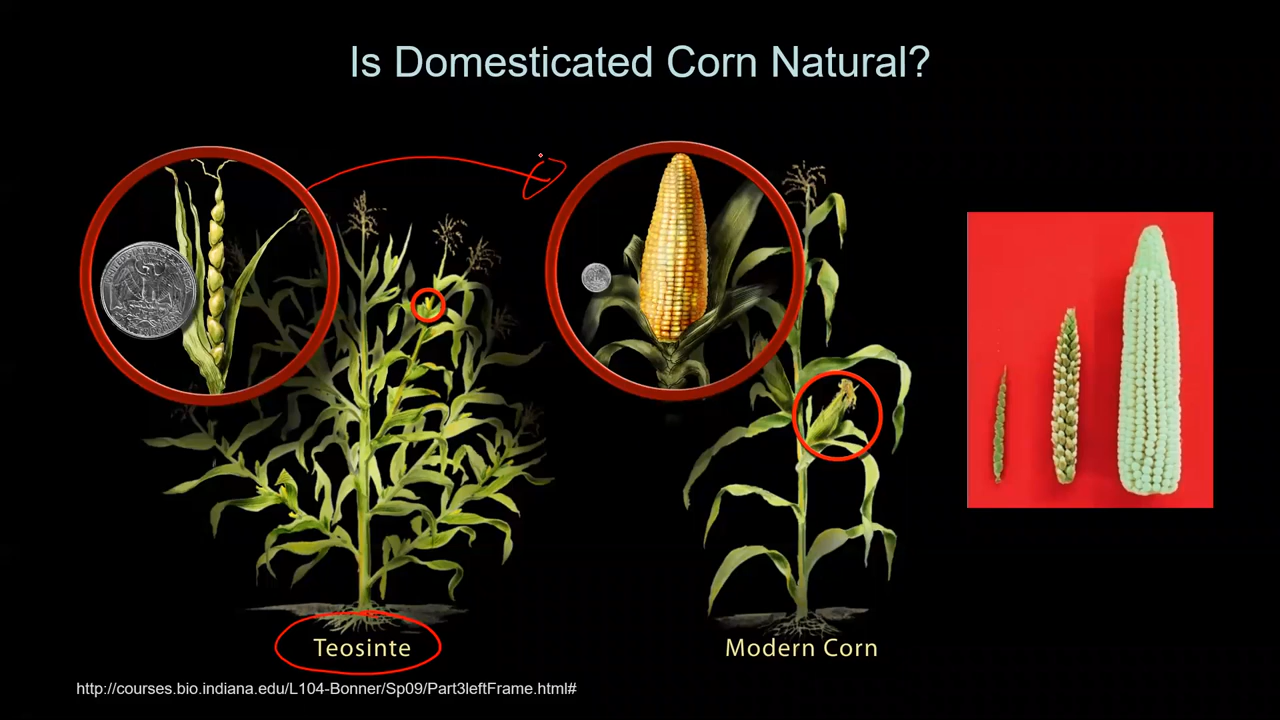 Is Domesticated Corn Natural?
Teosinte
Modern Corn
http://courses.bio.indiana.edu/L104-Bonner/Sp09/Part3leftFrame.html#